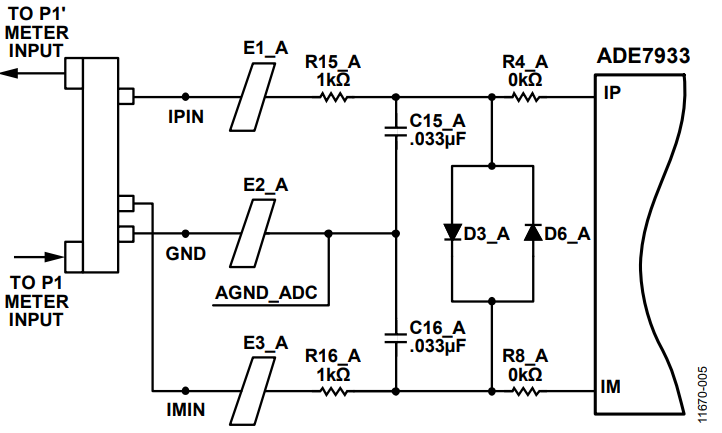 TO P1'
METER
INPUT
E1_A
R15_A
1kΩ
R4_A
0kΩ
ADE7933
IPIN
IP
C15_A
.033µF
E2_A
D3_A
D6_A
GND
AGND_ADC
TO P1
METER
INPUT
E3_A
C16_A
.033µF
R16_A
1kΩ
R8_A
0kΩ
IMIN
IM
11670-005